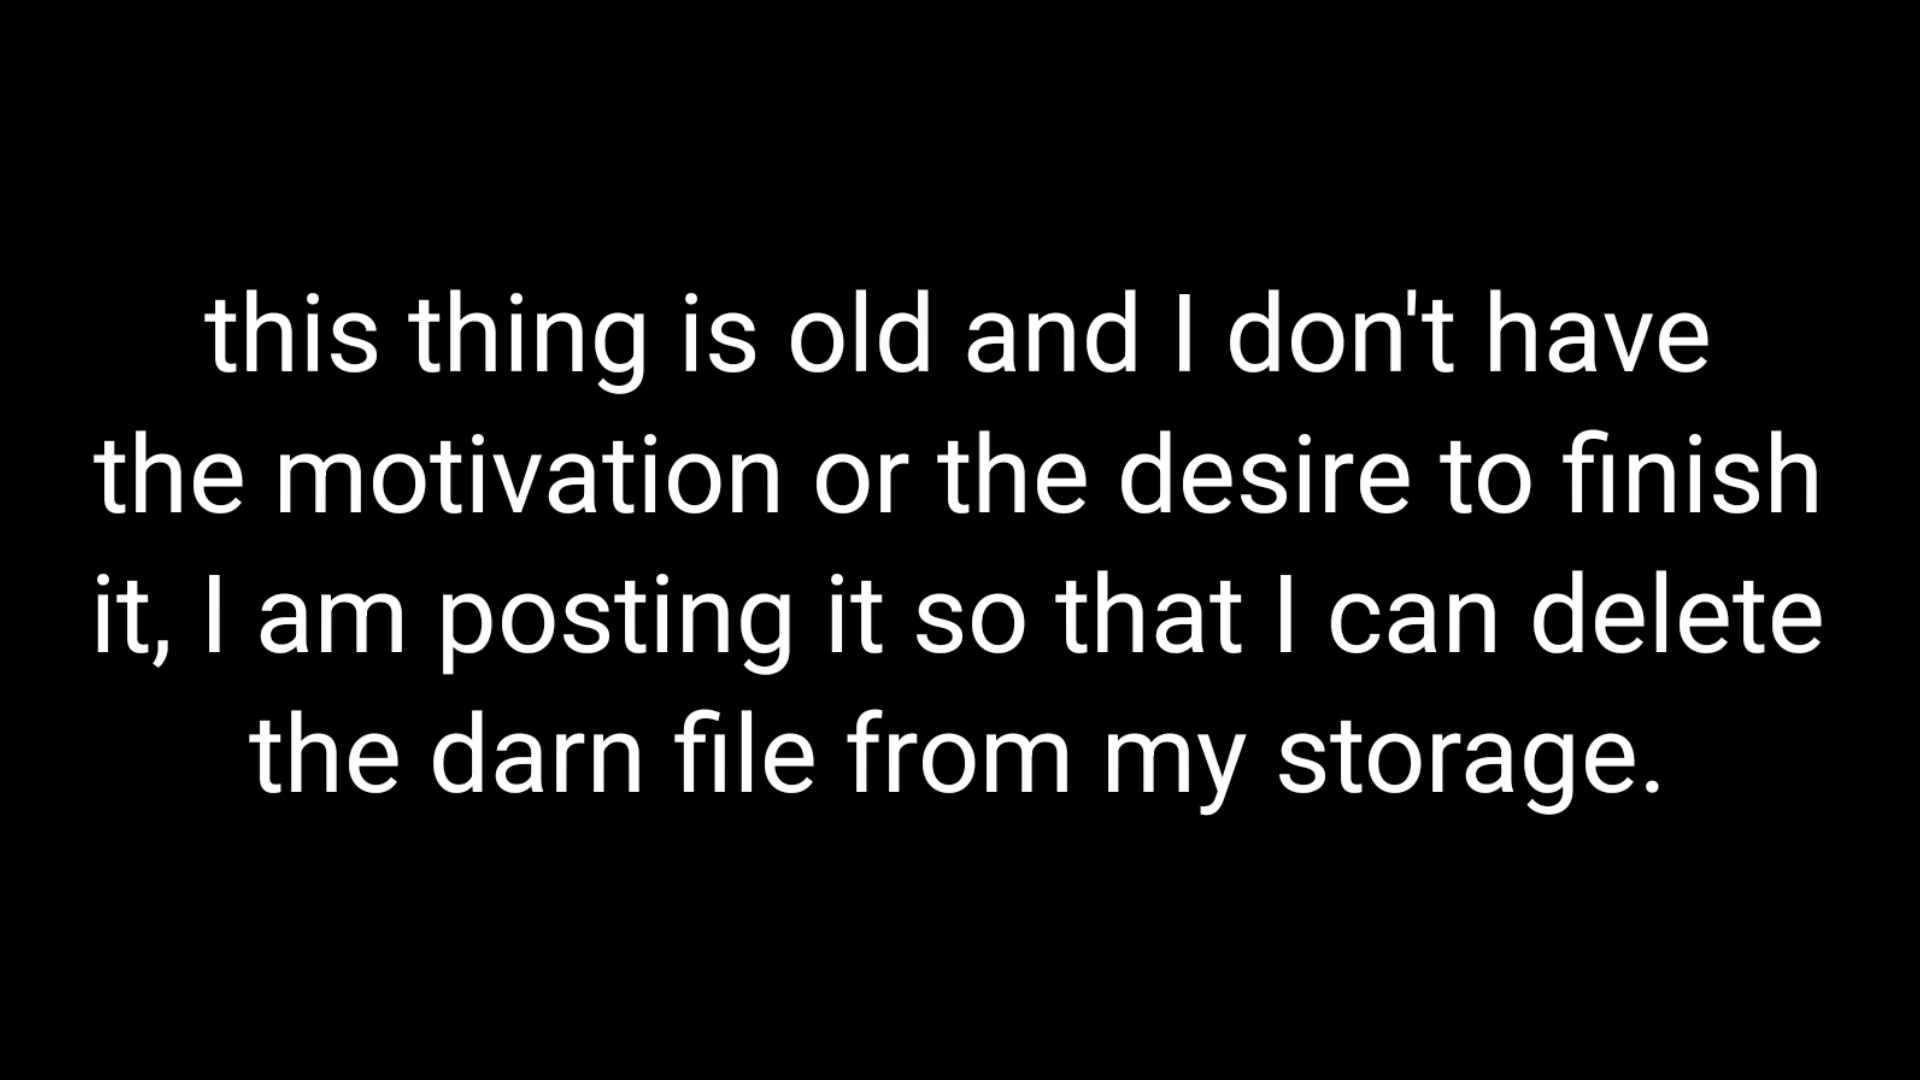 this thing is old and I don't have
the motivation or the desire to finish
it, I am posting it so that I can delete
the darn file from my storage.